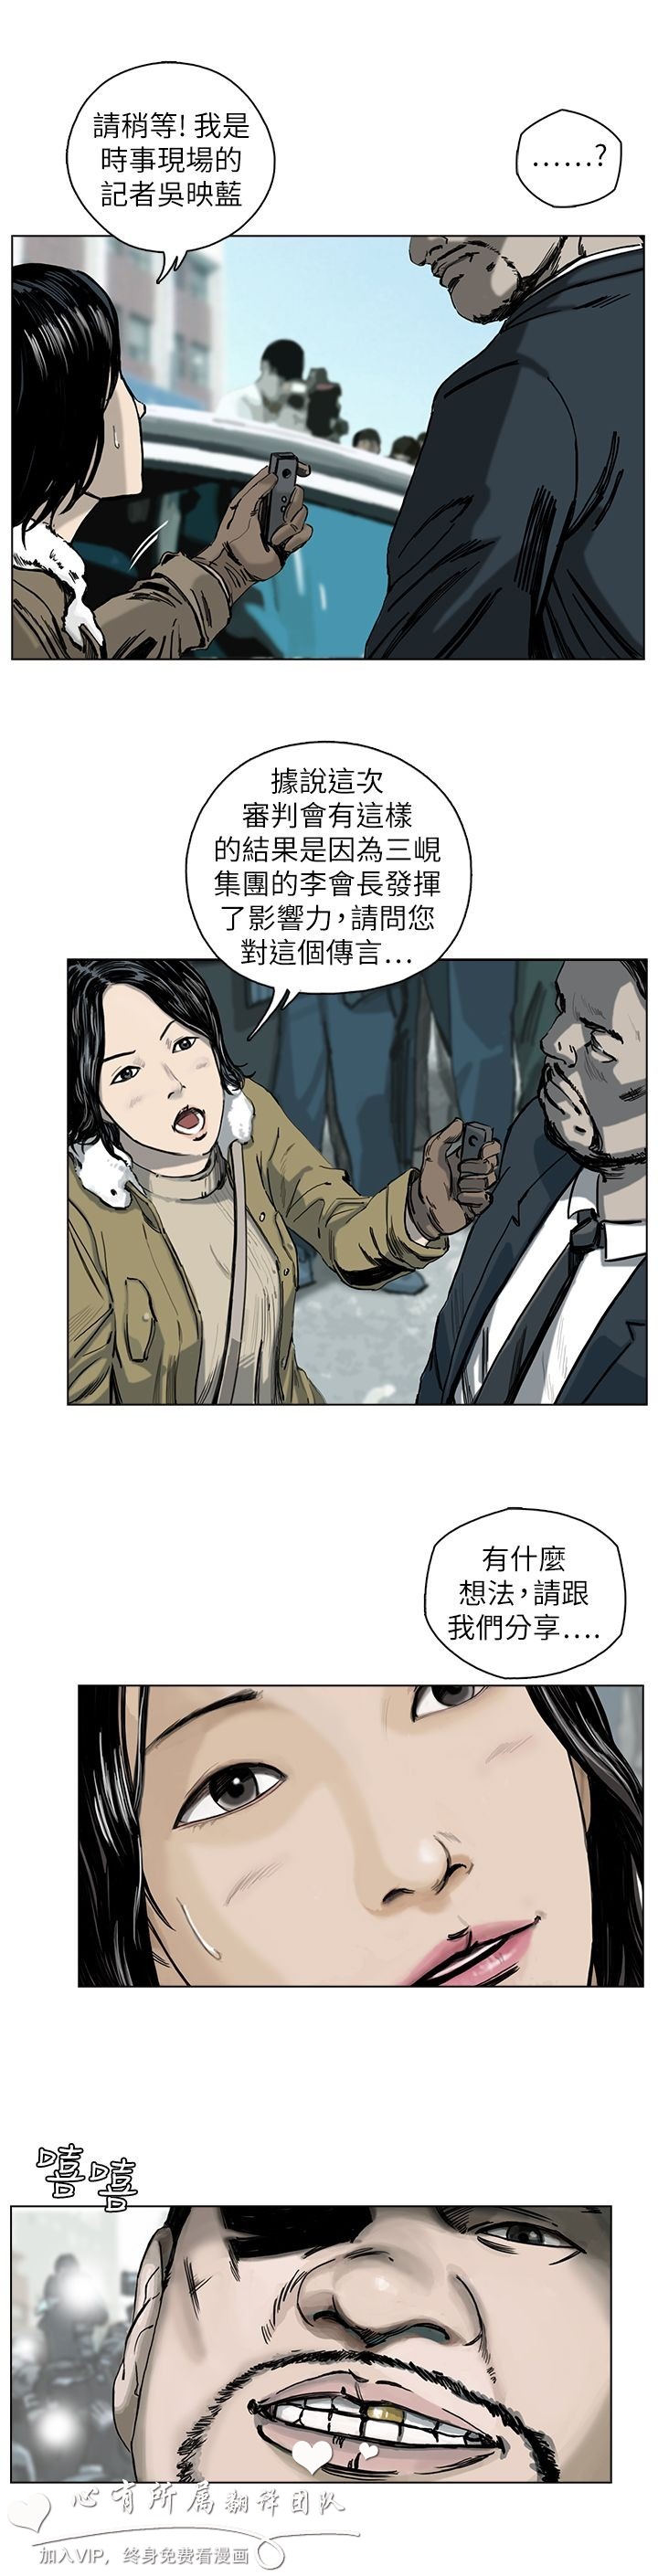 請稍等! 我是
時事現場的
記者吳映藍
......?
據說這次
審判會有這樣
的結果是因為三峴
集團的李會長發揮
了影響力，請問您
對這個傳言...
有什麼
想法，請跟
我們分享....
嘻嘻
心有所属翻译团队
加入VIP，终身免费看漫画